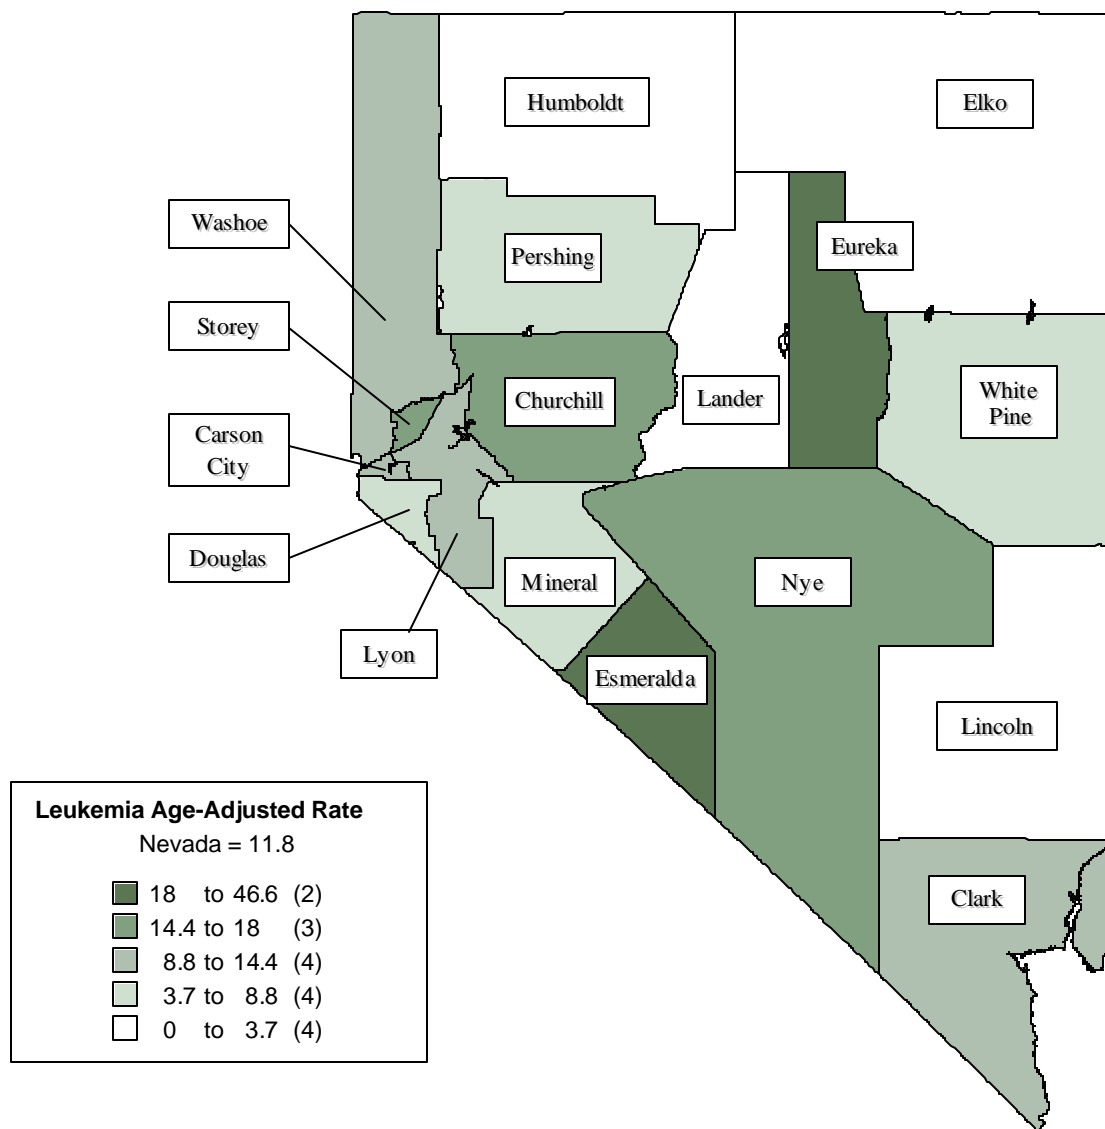 Humboldt
Elko
Washoe
Eureka
Pershing
Storey
White
Pine
Churchill
Lander
Carson
City
Douglas
Mineral
Nye
Lyon
Esmeralda
Lincoln
Leukemia Age-Adjusted Rate
Nevada = 11.8
18 to 46.6 (2)
14.4 to 18 (3)
8.8 to 14.4 (4)
3.7 to 8.8 (4)
0 to 3.7 (4)
Clark